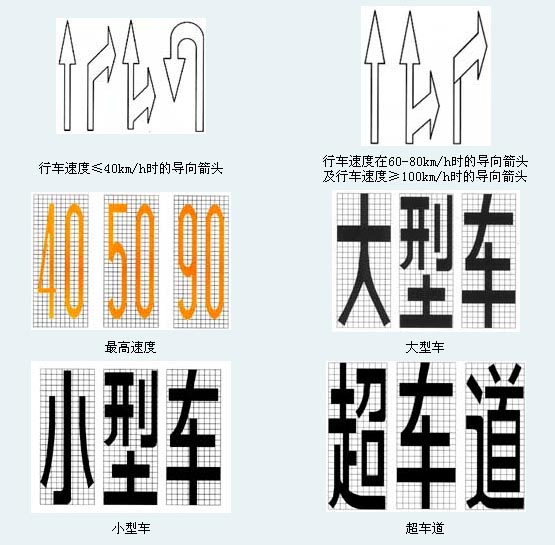 行车速度≤40km/h时的导向箭头
行车速度在60-80km/h时的导向箭头
及行车速度≥100km/h时的导向箭头
40 50 90
最高速度
大型车
大型车
小型车
小型车
超车道
超车道